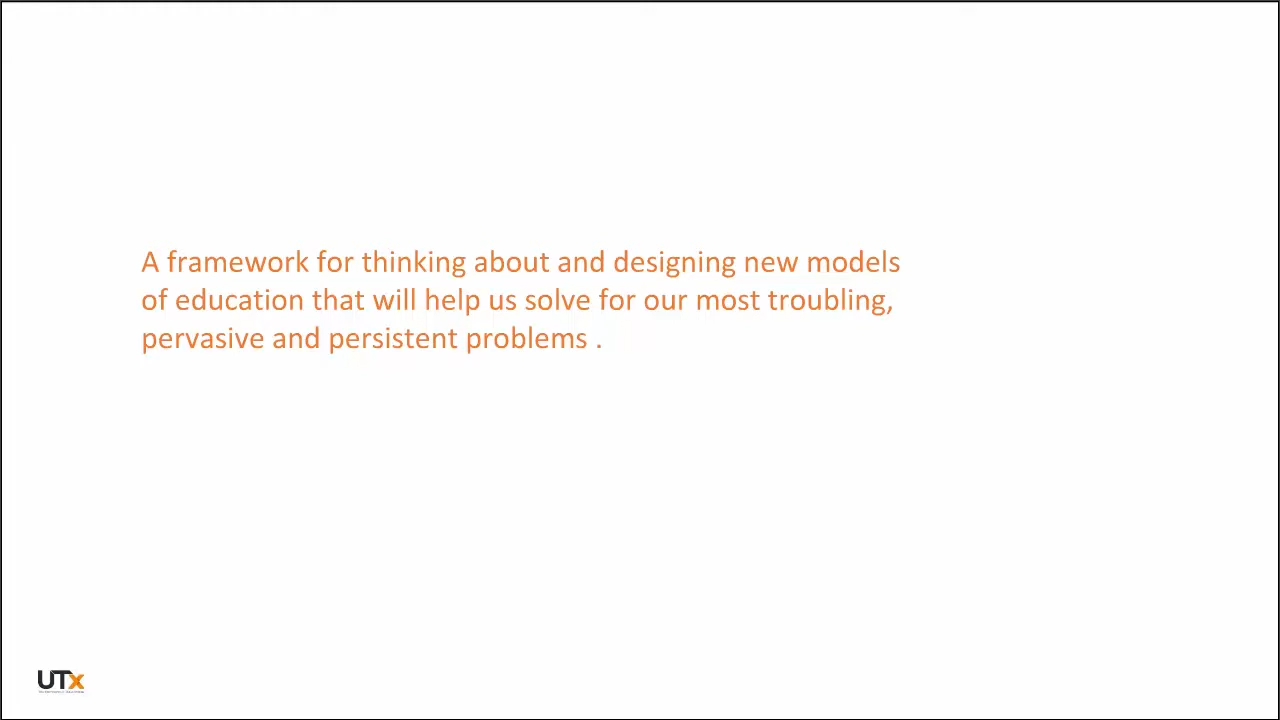 A framework for thinking about and designing new models
of education that will help us solve for our most troubling,
pervasive and persistent problems .
UTx